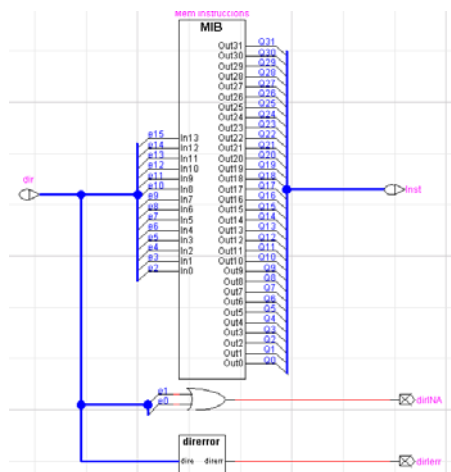 Mem Instruccions
MIB
Out31 Q31
Out30 Q30
Out29 Q29
Out28 Q28
Out27 Q27
Out26 Q26
Out25 Q25
Out24 Q24
Out23 Q23
e15 In13 Out22 Q22
e14 In12 Out21 Q21
e13 In11 Out20 Q20
e12 In10 Out19 Q19
e11 In9 Out18 Q18
dir e10 In8 Out17 Q17 Inst
e9 In7 Out16 Q16
e8 In6 Out15 Q15
e7 In5 Out14 Q14
e6 In4 Out13 Q13
e5 In3 Out12 Q12
e4 In2 Out11 Q11
e3 In1 Out10 Q10
e2 In0 Out9 Q9
Out8 Q8
Out7 Q7
Out6 Q6
Out5 Q5
Out4 Q4
Out3 Q3
Out2 Q2
Out1 Q1
Out0 Q0
e1
e0 dirINA
direrror
dire direrr dirIerr